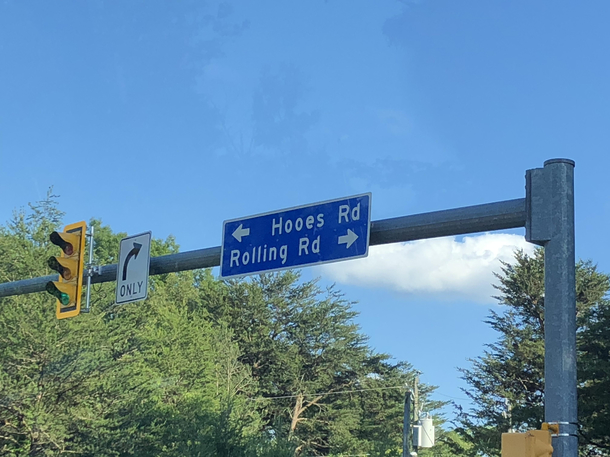 ← Hooes Rd
Rolling Rd →
ONLY